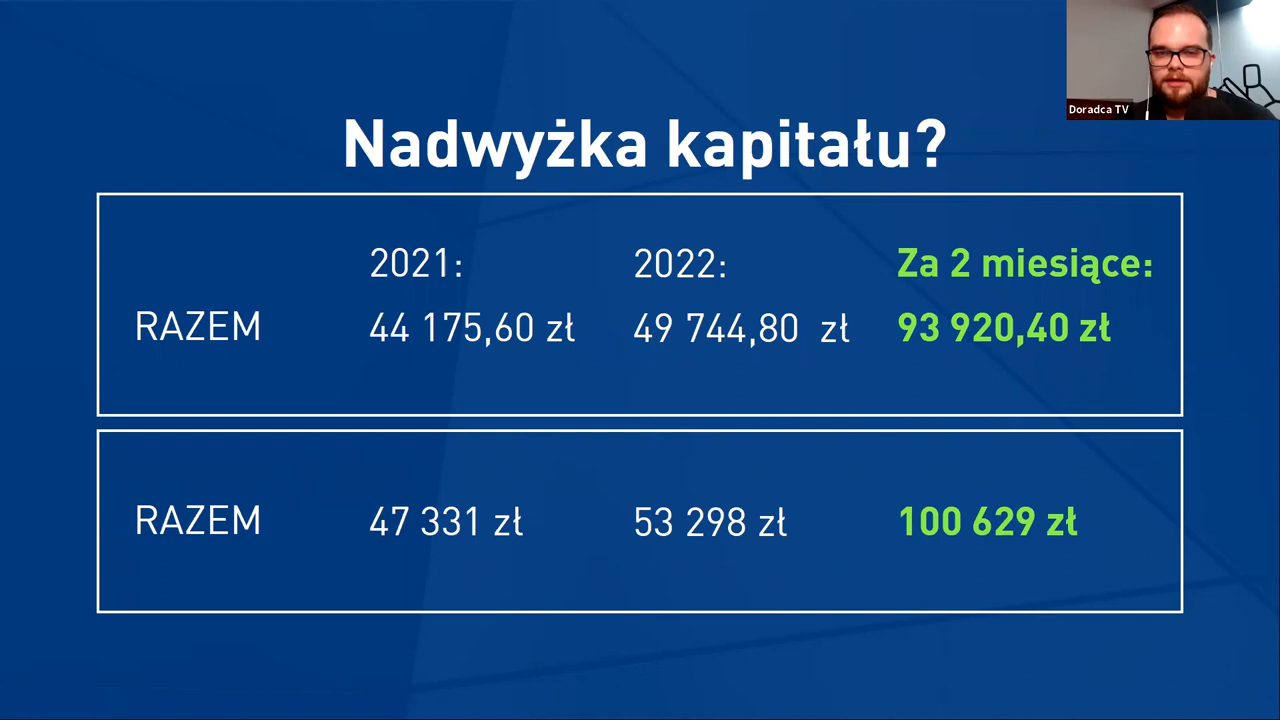 Doradca TV
Nadwyżka kapitału?
2021: 2022: Za 2 miesiące:
RAZEM 44 175,60 zł 49 744,80 zł 93 920,40 zł
RAZEM 47 331 zł 53 298 zł 100 629 zł